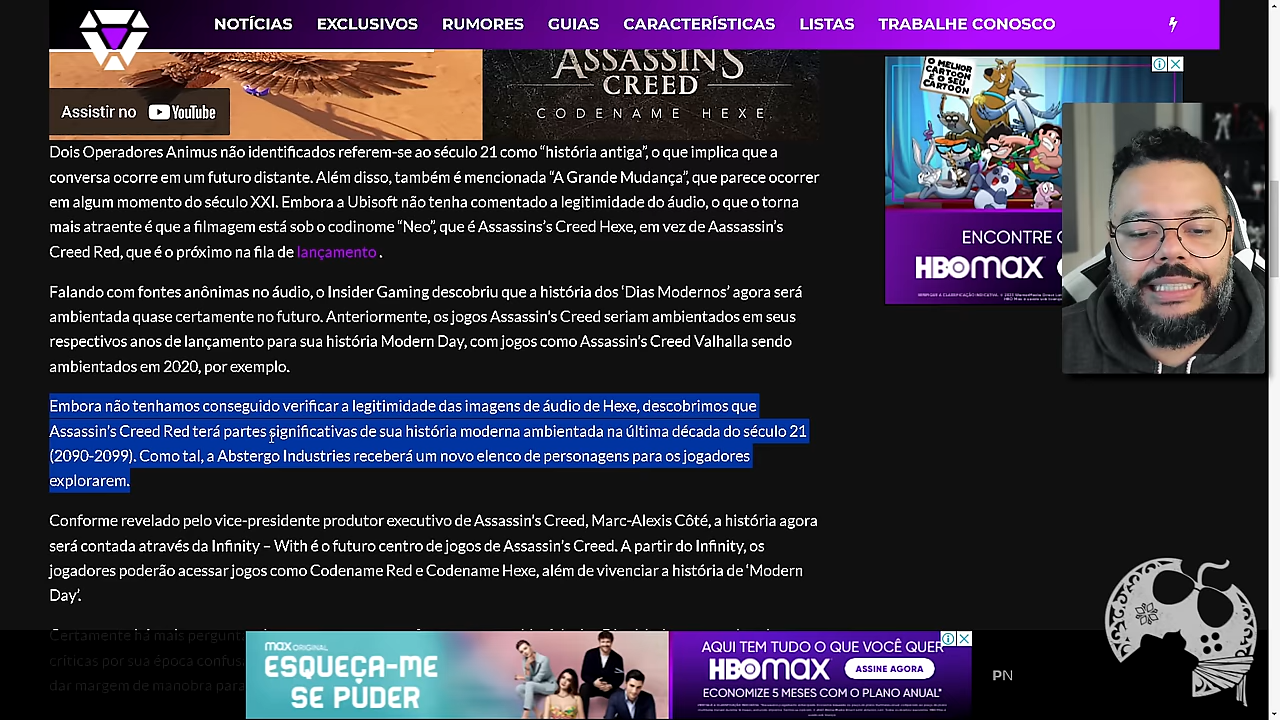 NOTÍCIAS EXCLUSIVOS RUMORES GUIAS CARACTERÍSTICAS LISTAS TRABALHE CONOSCO
Assistir no YouTube
ASSASSINS
CREED
CODENAME HEXE
Dois Operadores Animus não identificados referem-se ao século 21 como “história antiga”, o que implica que a
conversa ocorre em um futuro distante. Além disso, também é mencionada “A Grande Mudança”, que parece ocorrer
em algum momento do século XXI. Embora a Ubisoft não tenha comentado a legitimidade do áudio, o que o torna
mais atraente é que a filmagem está sob o codinome “Neo”, que é Assassins’s Creed Hexe, em vez de Aassassin’s
Creed Red, que é o próximo na fila de lançamento .
Falando com fontes anônimas após o áudio, o Insider Gaming descobriu que a história dos ‘Dias Modernos’ agora será
ambientada quase certamente no futuro. Anteriormente, os jogos Assassin’s Creed seriam ambientados em seus
respectivos anos de lançamento para sua história Modern Day, com jogos como Assassin’s Creed Valhalla sendo
ambientados em 2020, por exemplo.
Embora não tenhamos conseguido verificar a legitimidade das imagens de áudio de Hexe, descobrimos que
Assassin’s Creed Red terá partes significativas de sua história moderna ambientada na última década do século 21
(2090-2099). Como tal, a Abstergo Industries receberá um novo elenco de personagens para os jogadores
explorarem.
Conforme revelado pelo vice-presidente produtor executivo de Assassin’s Creed, Marc-Alexis Côté, a história agora
será contada através da Infinity – With é o futuro centro de jogos de Assassin’s Creed. A partir do Infinity, os
jogadores poderão acessar jogos como Codename Red e Codename Hexe, além de vivenciar a história de ‘Modern
Day’.
Certamente há mais
críticas por sua época
dar margem de manobra para
O MELHOR
CARTOON
É O SEU
CARTOON
ENCONTRE
HBOMAX
max ORIGINAL
ESQUEÇA-ME
SE PUDER
AQUI TEM TUDO O QUE VOCÊ QUER
HBOMAX ASSINE AGORA
ECONOMIZE 5 MESES COM O PLANO ANUAL*
PN